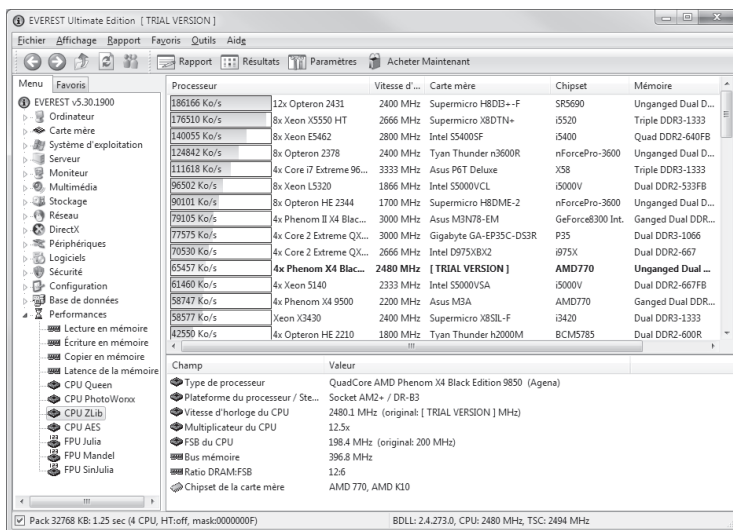 EVEREST Ultimate Edition [ TRIAL VERSION ]
Fichier Affichage Rapport Favoris Outils Aide
Rapport Résultats Paramètres Acheter Maintenant
Menu Favoris
EVEREST v5.30.1900
Ordinateur
Carte mère
Système d'exploitation
Serveur
Moniteur
Multimédia
Stockage
Réseau
DirectX
Périphériques
Logiciels
Sécurité
Configuration
Base de données
Performances
Lecture en mémoire
Écriture en mémoire
Copier en mémoire
Latence de la mémoire
CPU Queen
CPU PhotoWorxx
CPU ZLib
CPU AES
FPU Julia
FPU Mandel
FPU SinJulia
Processeur Vitesse d'... Carte mère Chipset Mémoire
186166 Ko/s 12x Opteron 2431 2400 MHz Supermicro H8DI3+-F SR5690 Unganged Dual D...
176510 Ko/s 8x Xeon X5550 HT 2666 MHz Supermicro X8DTN+ i5520 Triple DDR3-1333
140055 Ko/s 8x Xeon E5462 2800 MHz Intel S5400SF i5400 Quad DDR2-640FB
124842 Ko/s 8x Opteron 2378 2400 MHz Tyan Thunder n3600R nForcePro-3600 Unganged Dual D...
111618 Ko/s 4x Core i7 Extreme 96... 3333 MHz Asus P6T Deluxe X58 Triple DDR3-1333
96502 Ko/s 8x Xeon L5320 1866 MHz Intel S5000VCL i5000V Dual DDR2-533FB
90101 Ko/s 8x Opteron HE 2344 1700 MHz Supermicro H8DME-2 nForcePro-3600 Unganged Dual D...
79105 Ko/s 4x Phenom II X4 Blac... 3000 MHz Asus M3N78-EM GeForce8300 Int. Ganged Dual DDR...
77575 Ko/s 4x Core 2 Extreme QX... 3000 MHz Gigabyte GA-EP35C-DS3R P35 Dual DDR3-1066
70530 Ko/s 4x Core 2 Extreme QX... 2666 MHz Intel D975XBX2 i975X Dual DDR2-667
65457 Ko/s 4x Phenom X4 Blac... 2480 MHz [ TRIAL VERSION ] AMD770 Unganged Dual ...
61460 Ko/s 4x Xeon 5140 2333 MHz Intel S5000VSA i5000V Dual DDR2-667FB
58747 Ko/s 4x Phenom X4 9500 2200 MHz Asus M3A AMD770 Ganged Dual DDR...
58577 Ko/s Xeon X3430 2400 MHz Supermicro X8SIL-F i3420 Dual DDR3-1333
42550 Ko/s 4x Opteron HE 2210 1800 MHz Tyan Thunder h2000M BCM5785 Dual DDR2-600R
Champ Valeur
Type de processeur QuadCore AMD Phenom X4 Black Edition 9850 (Agena)
Plateforme du processeur / Ste... Socket AM2+ / DR-B3
Vitesse d'horloge du CPU 2480.1 MHz (original: [ TRIAL VERSION ] MHz)
Multiplicateur du CPU 12.5x
FSB du CPU 198.4 MHz (original: 200 MHz)
Bus mémoire 396.8 MHz
Ratio DRAM:FSB 12:6
Chipset de la carte mère AMD 770, AMD K10
Pack 32768 KB: 1.25 sec (4 CPU, HT:off, mask:0000000F) BDLL: 2.4.273.0, CPU: 2480 MHz, TSC: 2494 MHz